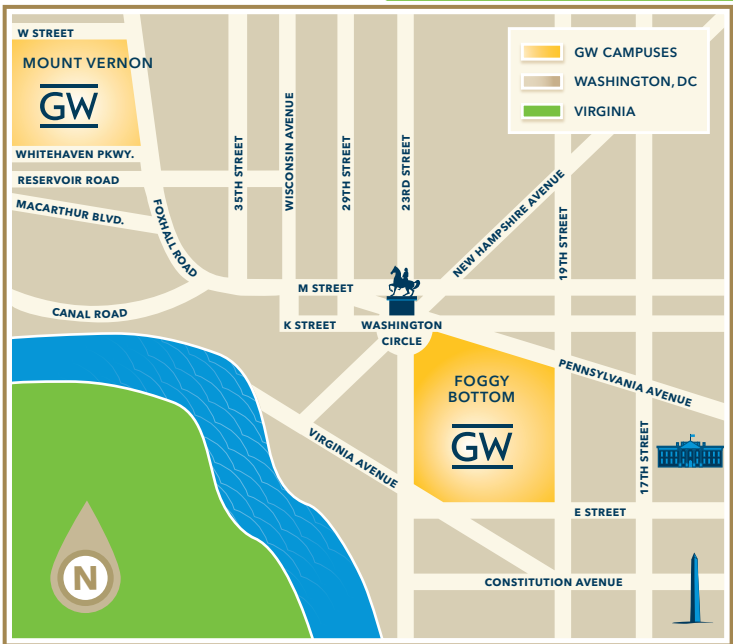 W STREET
MOUNT VERNON
GW
WHITEHAVEN PKWY.
RESERVOIR ROAD
MACARTHUR BLVD.
FOXHALL ROAD
CANAL ROAD
35TH STREET
WISCONSIN AVENUE
29TH STREET
23RD STREET
GW CAMPUSES
WASHINGTON, DC
VIRGINIA
NEW HAMPSHIRE AVENUE
19TH STREET
M STREET
K STREET
WASHINGTON
CIRCLE
FOGGY
BOTTOM
GW
PENNSYLVANIA AVENUE
VIRGINIA AVENUE
17TH STREET
E STREET
CONSTITUTION AVENUE
N